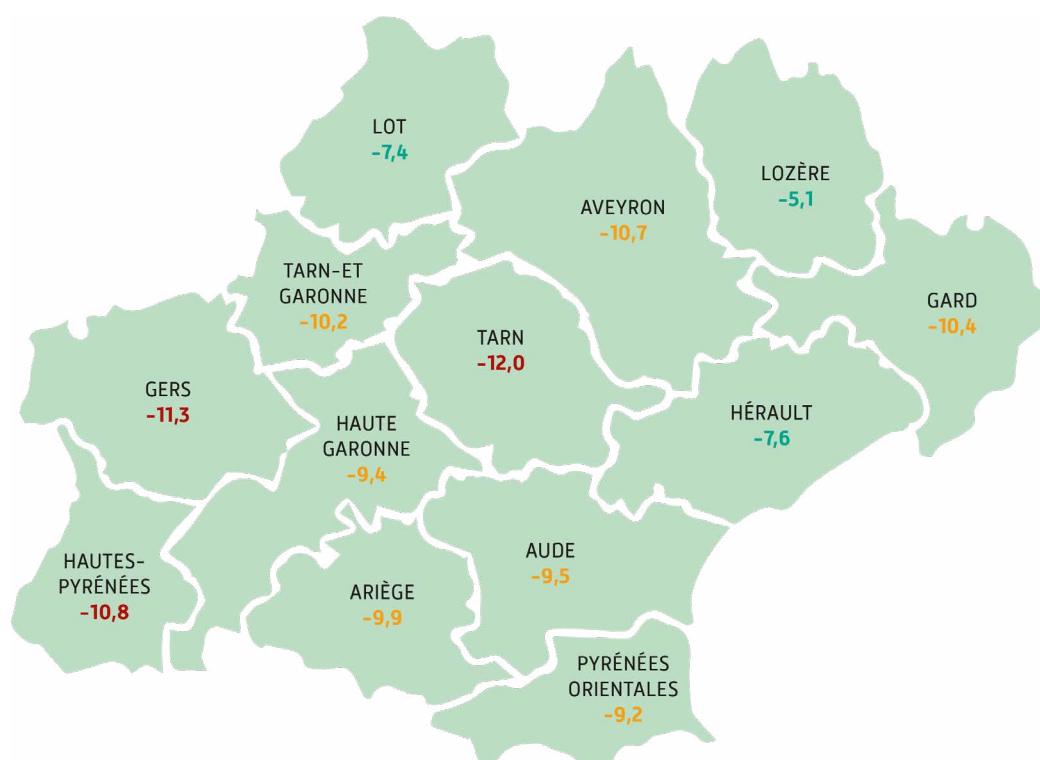 LOT
-7,4
LOZÈRE
-5,1
AVEYRON
-10,7
TARN-ET
GARONNE
-10,2
GARD
-10,4
TARN
-12,0
GERS
-11,3
HAUTE
GARONNE
-9,4
HÉRAULT
-7,6
HAUTES-
PYRÉNÉES
-10,8
AUDE
-9,5
ARIÈGE
-9,9
PYRÉNÉES
ORIENTALES
-9,2